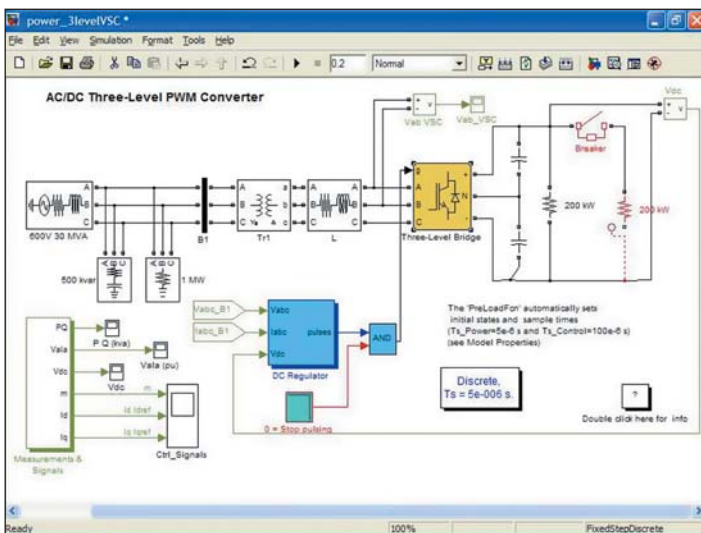 power_3levelVSC *
File Edit View Simulation Format Tools Help
0.2 Normal
AC/DC Three-Level PWM Converter
Vdc
+ - v
Vab VSC
Vab_VSC
Breaker
A B C
600V 30 MVA
B1
A B C a b c
Tr1
A B C
L
g A B C + N -
Three-Level Bridge
200 kW
200 kW
A B C
500 kvar
A B C
1 MW
Vabc_B1
Iabc_B1
Vabc
Iabc
Vdc
pulses
DC Regulator
AND
0 = Stop pulsing
The 'PreLoadFcn' automatically sets
initial states and sample times
(Ts_Power=5e-6 s and Ts_Control=100e-6 s)
(see Model Properties)
Discrete,
Ts = 5e-006 s.
?
Double click here for info
PQ
P Q (kva)
VaIa
VaIa (pu)
Vdc
Vdc
m
m
Id
Id Idref
Iq
Iq Iqref
Ctrl_Signals
Measurements &
Signals
Ready 100% FixedStepDiscrete